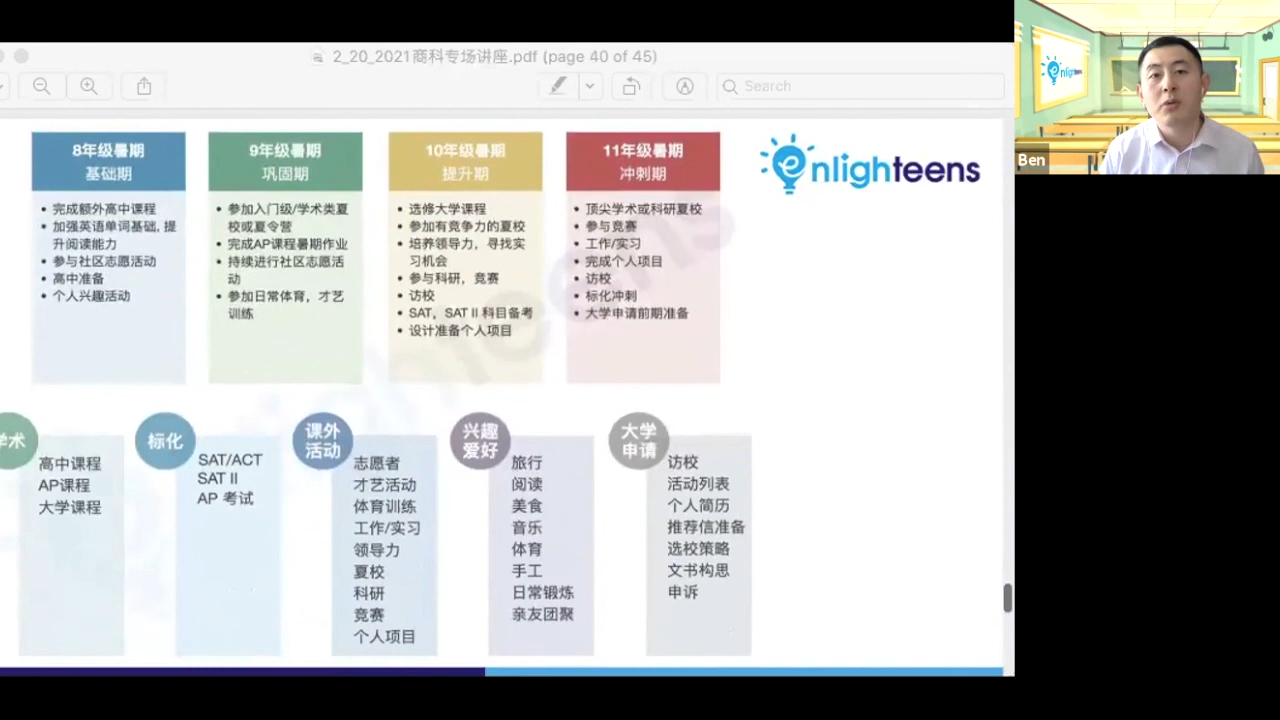 2_20_2021商科专场讲座.pdf (page 40 of 45)
Search
8年级暑期
基础期
• 完成额外高中课程
• 加强英语单词基础, 提
升阅读能力
• 参与社区志愿活动
• 高中准备
• 个人兴趣活动
9年级暑期
巩固期
• 参加入门级/学术类夏
校或夏令营
• 完成AP课程暑期作业
• 持续进行社区志愿活
动
• 参加日常体育，才艺
训练
10年级暑期
提升期
• 选修大学课程
• 参加有竞争力的夏校
• 培养领导力，寻找实
习机会
• 参与科研，竞赛
• 访校
• SAT，SAT II 科目备考
• 设计准备个人项目
11年级暑期
冲刺期
• 顶尖学术或科研夏校
• 参与竞赛
• 工作/实习
• 完成个人项目
• 访校
• 标化冲刺
• 大学申请前期准备
enlighteens
enlighteens
Ben
学术
高中课程
AP课程
大学课程
标化
SAT/ACT
SAT II
AP 考试
课外
活动
志愿者
才艺活动
体育训练
工作/实习
领导力
夏校
科研
竞赛
个人项目
兴趣
爱好
旅行
阅读
美食
音乐
体育
手工
日常锻炼
亲友团聚
大学
申请
访校
活动列表
个人简历
推荐信准备
选校策略
文书构思
申诉